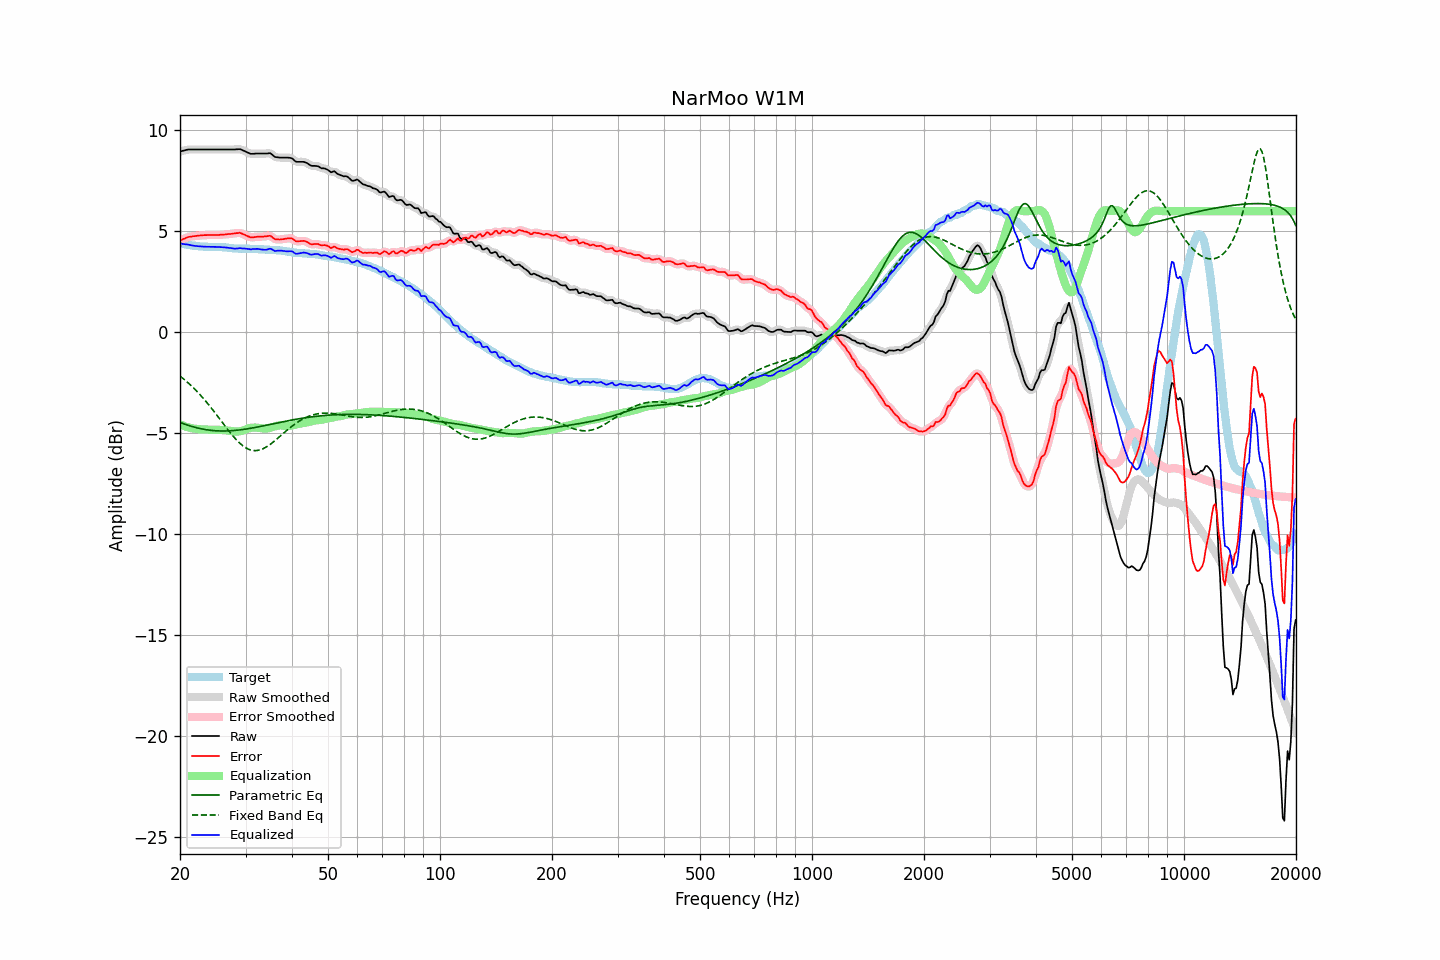 NarMoo W1M
Amplitude (dBr)
10
5
0
−5
−10
−15
−20
−25
Target
Raw Smoothed
Error Smoothed
Raw
Error
Equalization
Parametric Eq
Fixed Band Eq
Equalized
20 50 100 200 500 1000 2000 5000 10000 20000
Frequency (Hz)